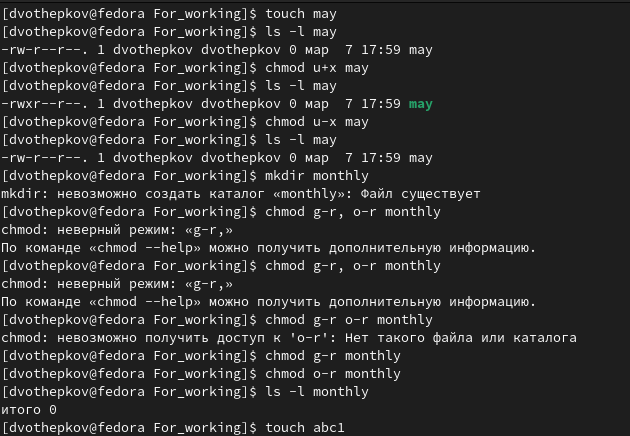 [dvothepkov@fedora For_working]$ touch may
[dvothepkov@fedora For_working]$ ls -l may
-rw-r--r--. 1 dvothepkov dvothepkov 0 мар  7 17:59 may
[dvothepkov@fedora For_working]$ chmod u+x may
[dvothepkov@fedora For_working]$ ls -l may
-rwxr--r--. 1 dvothepkov dvothepkov 0 мар  7 17:59 may
[dvothepkov@fedora For_working]$ chmod u-x may
[dvothepkov@fedora For_working]$ ls -l may
-rw-r--r--. 1 dvothepkov dvothepkov 0 мар  7 17:59 may
[dvothepkov@fedora For_working]$ mkdir monthly
mkdir: невозможно создать каталог «monthly»: Файл существует
[dvothepkov@fedora For_working]$ chmod g-r, o-r monthly
chmod: неверный режим: «g-r,»
По команде «chmod --help» можно получить дополнительную информацию.
[dvothepkov@fedora For_working]$ chmod g-r, o-r monthly
chmod: неверный режим: «g-r,»
По команде «chmod --help» можно получить дополнительную информацию.
[dvothepkov@fedora For_working]$ chmod g-r o-r monthly
chmod: невозможно получить доступ к 'o-r': Нет такого файла или каталога
[dvothepkov@fedora For_working]$ chmod g-r monthly
[dvothepkov@fedora For_working]$ chmod o-r monthly
[dvothepkov@fedora For_working]$ ls -l monthly
итого 0
[dvothepkov@fedora For_working]$ touch abc1